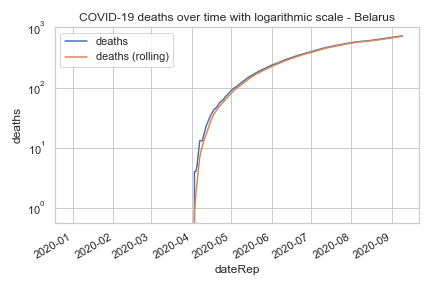 COVID-19 deaths over time with logarithmic scale - Belarus
deaths
deaths (rolling)
10³
10²
10¹
10⁰
deaths
2020-01
2020-02
2020-03
2020-04
2020-05
2020-06
2020-07
2020-08
2020-09
dateRep